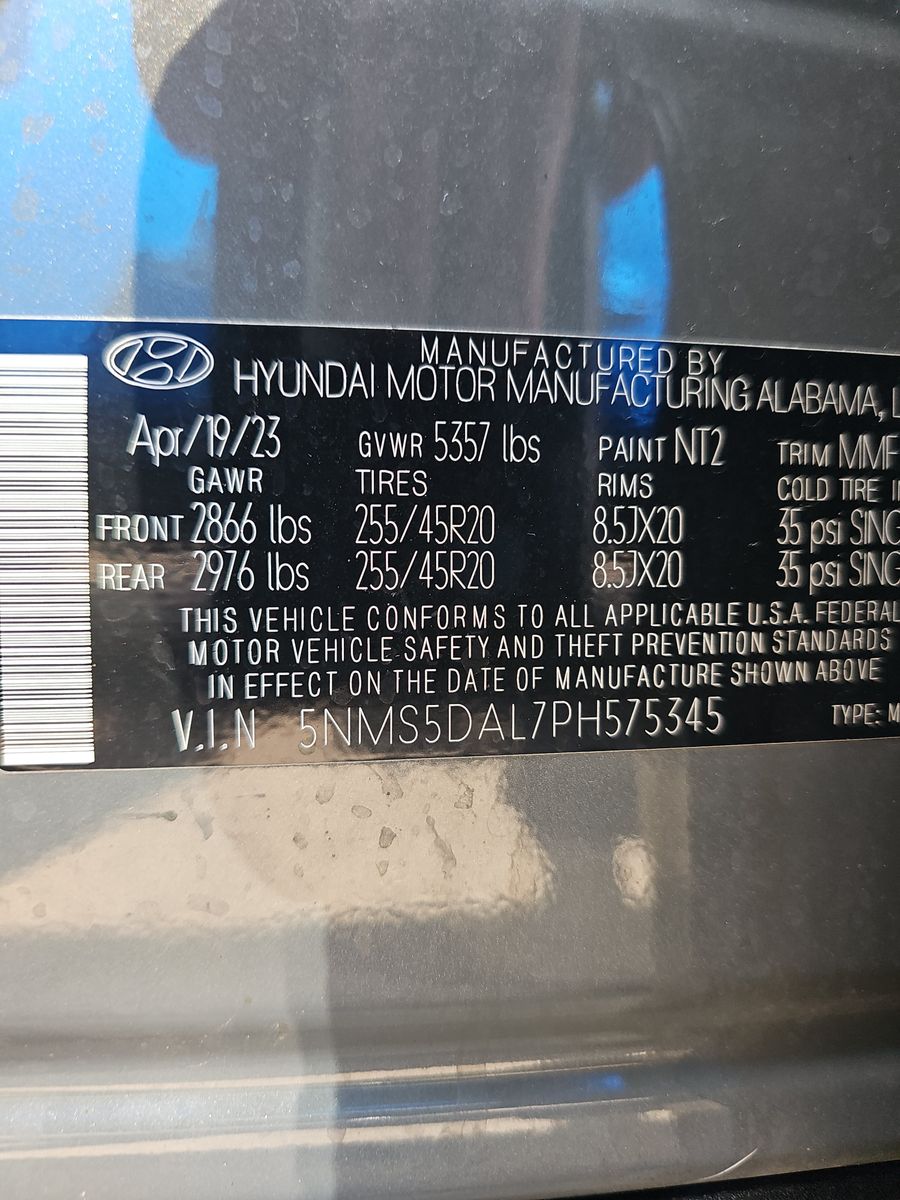 MANUFACTURED BY
HYUNDAI MOTOR MANUFACTURING ALABAMA, L
Apr/19/23 GVWR 5357 lbs PAINT NT2 TRIM MMF
GAWR TIRES RIMS COLD TIRE I
FRONT 2866 lbs 255/45R20 8.5JX20 35 psi SING
REAR 2976 lbs 255/45R20 8.5JX20 35 psi SING
THIS VEHICLE CONFORMS TO ALL APPLICABLE U.S.A. FEDERAL
MOTOR VEHICLE SAFETY AND THEFT PREVENTION STANDARDS
IN EFFECT ON THE DATE OF MANUFACTURE SHOWN ABOVE
V.I.N 5NMS5DAL7PH575345 TYPE: M